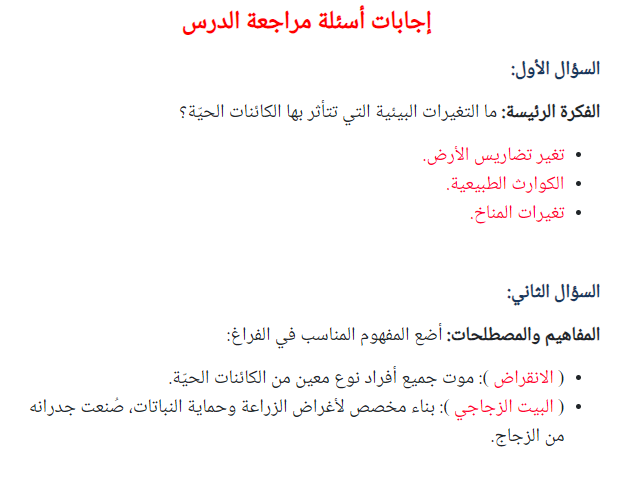 إجابات أسئلة مراجعة الدرس
السؤال الأول:
الفكرة الرئيسة: ما التغيرات البيئية التي تتأثر بها الكائنات الحيّة؟
• تغير تضاريس الأرض.
• الكوارث الطبيعية.
• تغيرات المناخ.
السؤال الثاني:
المفاهيم والمصطلحات: أضع المفهوم المناسب في الفراغ:
• ( الانقراض ): موت جميع أفراد نوع معين من الكائنات الحيّة.
• ( البيت الزجاجي ): بناء مخصص لأغراض الزراعة وحماية النباتات، صُنعت جدرانه
من الزجاج.